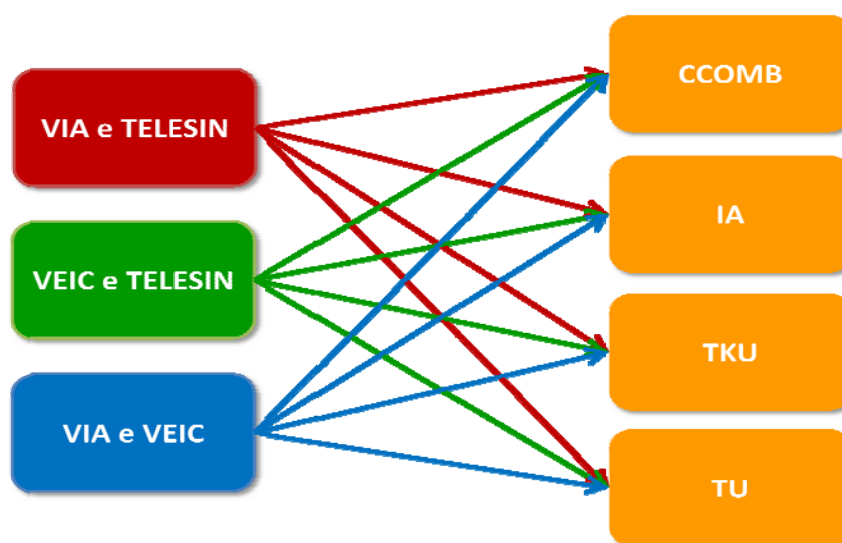 VIA e TELESIN
VEIC e TELESIN
VIA e VEIC
CCOMB
IA
TKU
TU